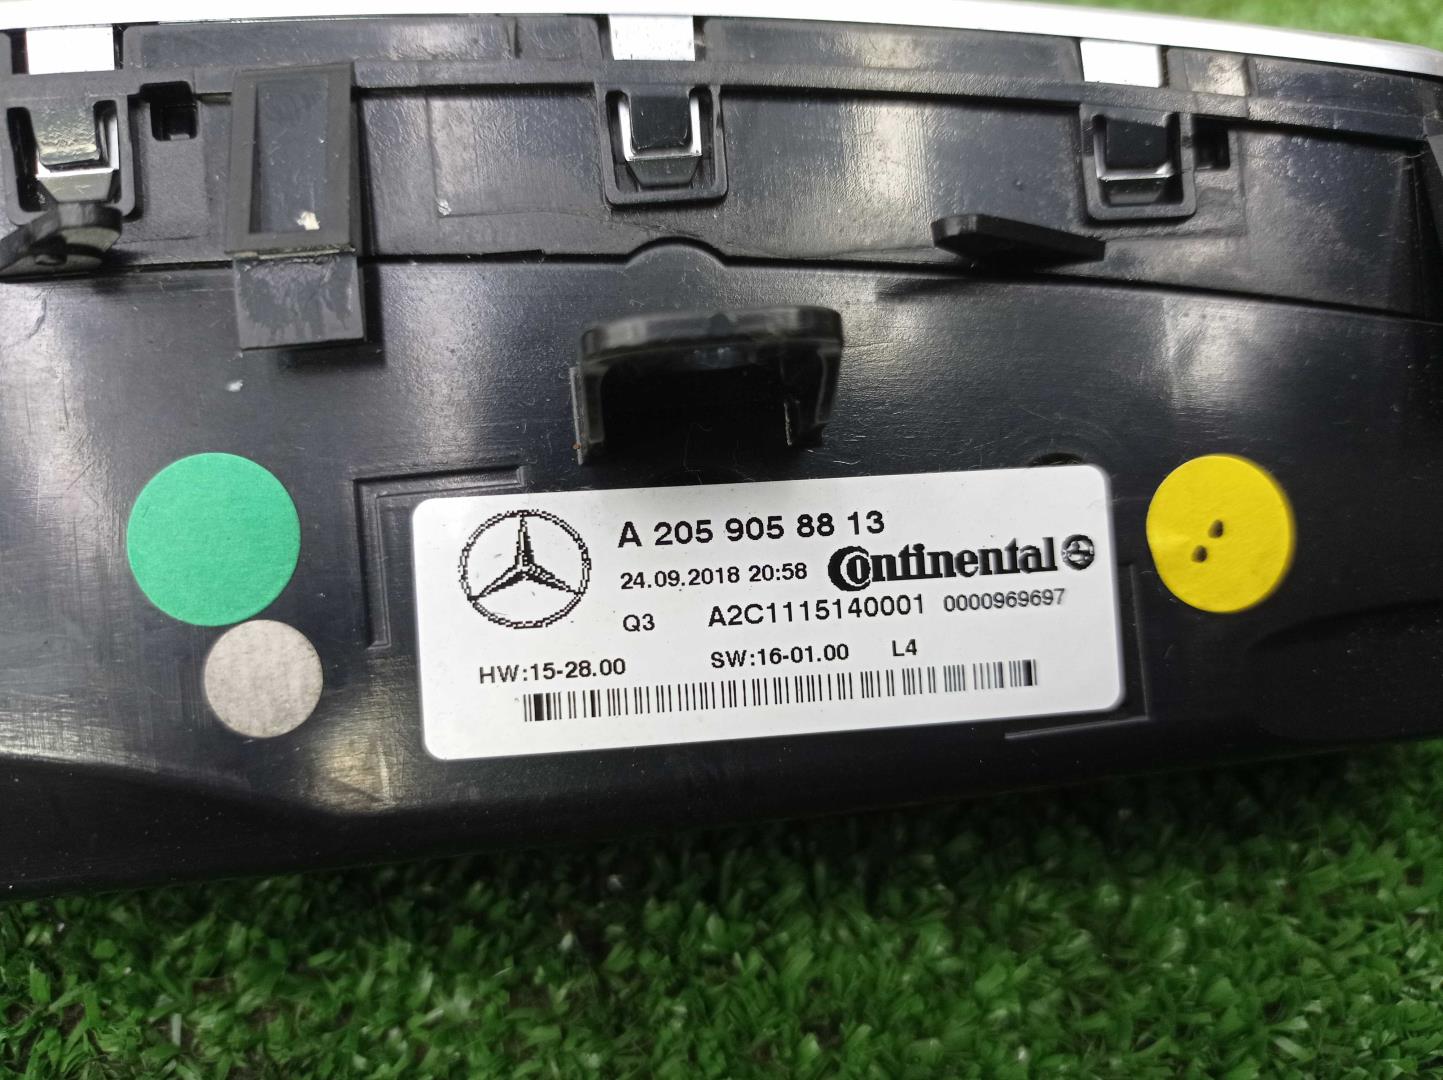 A 205 905 88 13
24.09.2018 20:58 Continental
Q3 A2C1115140001 0000969697
HW:15-28.00 SW:16-01.00 L4